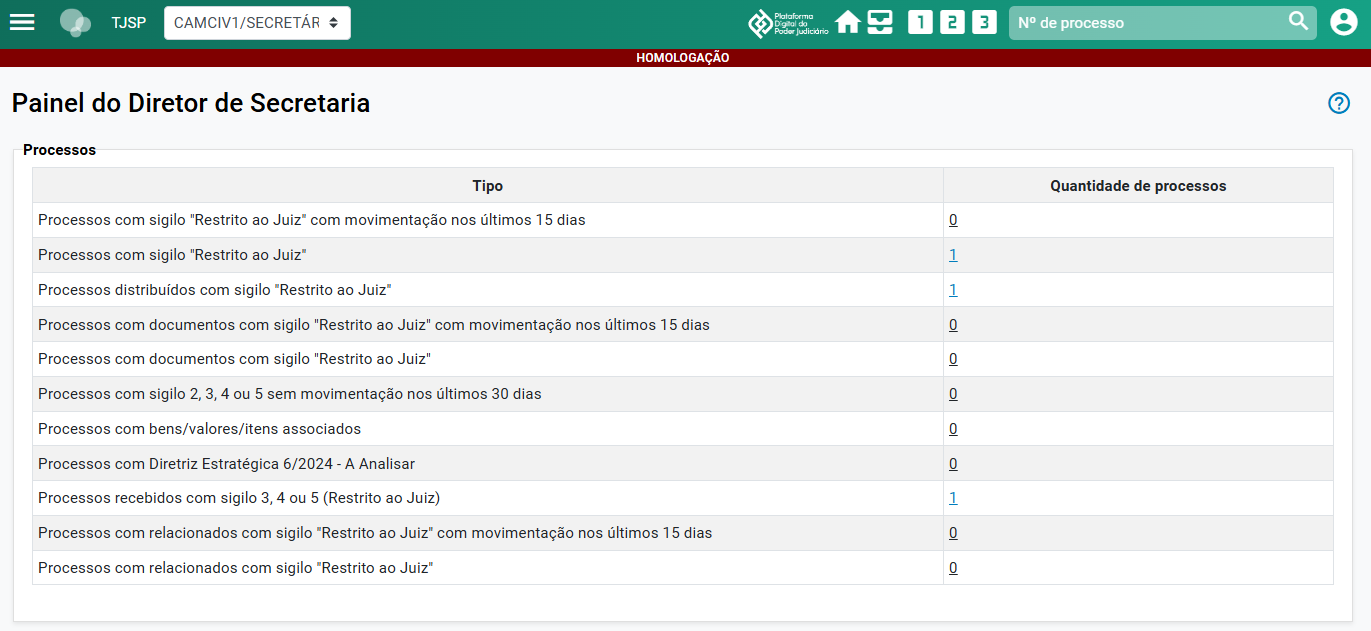 TJSP
CAMCIV1/SECRETÁR
Plataforma
Digital do
Poder Judiciário
1
2
3
Nº de processo
HOMOLOGAÇÃO
Painel do Diretor de Secretaria
?
Processos
Tipo Quantidade de processos
Processos com sigilo "Restrito ao Juiz" com movimentação nos últimos 15 dias 0
Processos com sigilo "Restrito ao Juiz" 1
Processos distribuídos com sigilo "Restrito ao Juiz" 1
Processos com documentos com sigilo "Restrito ao Juiz" com movimentação nos últimos 15 dias 0
Processos com documentos com sigilo "Restrito ao Juiz" 0
Processos com sigilo 2, 3, 4 ou 5 sem movimentação nos últimos 30 dias 0
Processos com bens/valores/itens associados 0
Processos com Diretriz Estratégica 6/2024 - A Analisar 0
Processos recebidos com sigilo 3, 4 ou 5 (Restrito ao Juiz) 1
Processos com relacionados com sigilo "Restrito ao Juiz" com movimentação nos últimos 15 dias 0
Processos com relacionados com sigilo "Restrito ao Juiz" 0